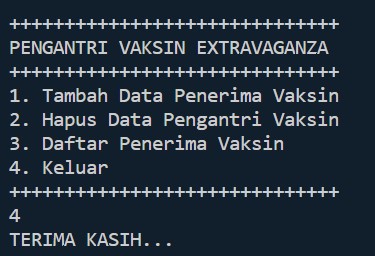 ++++++++++++++++++++++++++++++
PENGANTRI VAKSIN EXTRAVAGANZA
++++++++++++++++++++++++++++++
1. Tambah Data Penerima Vaksin
2. Hapus Data Pengantri Vaksin
3. Daftar Penerima Vaksin
4. Keluar
++++++++++++++++++++++++++++++
4
TERIMA KASIH...